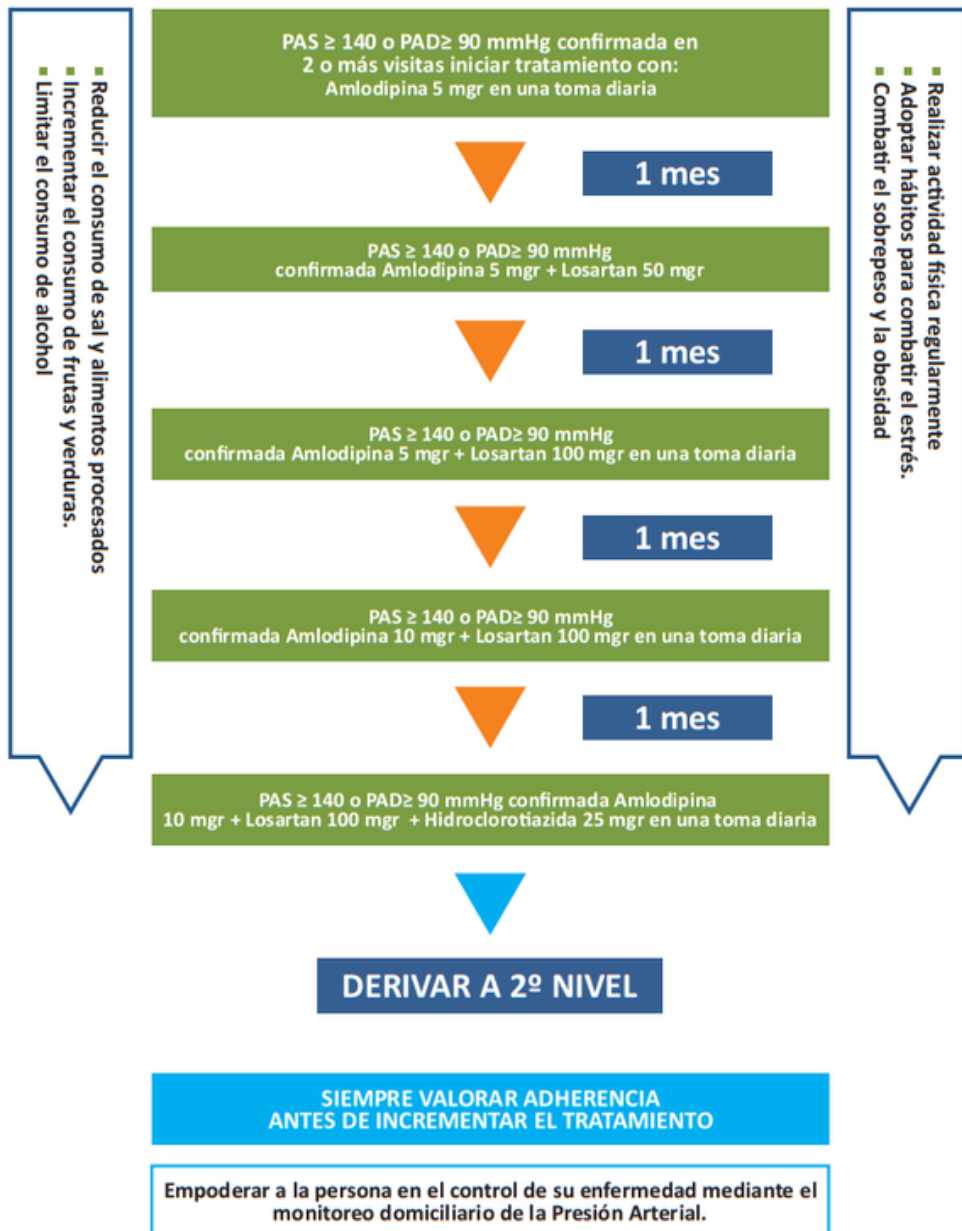 PAS ≥ 140 o PAD≥ 90 mmHg confirmada en
2 o más visitas iniciar tratamiento con:
Amlodipina 5 mgr en una toma diaria
1 mes
PAS ≥ 140 o PAD≥ 90 mmHg
confirmada Amlodipina 5 mgr + Losartan 50 mgr
1 mes
PAS ≥ 140 o PAD≥ 90 mmHg
confirmada Amlodipina 5 mgr + Losartan 100 mgr en una toma diaria
1 mes
PAS ≥ 140 o PAD≥ 90 mmHg
confirmada Amlodipina 10 mgr + Losartan 100 mgr en una toma diaria
1 mes
PAS ≥ 140 o PAD≥ 90 mmHg confirmada Amlodipina
10 mgr + Losartan 100 mgr + Hidroclorotiazida 25 mgr en una toma diaria
DERIVAR A 2º NIVEL
SIEMPRE VALORAR ADHERENCIA
ANTES DE INCREMENTAR EL TRATAMIENTO
Empoderar a la persona en el control de su enfermedad mediante el
monitoreo domiciliario de la Presión Arterial.
▪ Reducir el consumo de sal y alimentos procesados
▪ Incrementar el consumo de frutas y verduras.
▪ Limitar el consumo de alcohol
▪ Realizar actividad física regularmente
▪ Adoptar hábitos para combatir el estrés.
▪ Combatir el sobrepeso y la obesidad